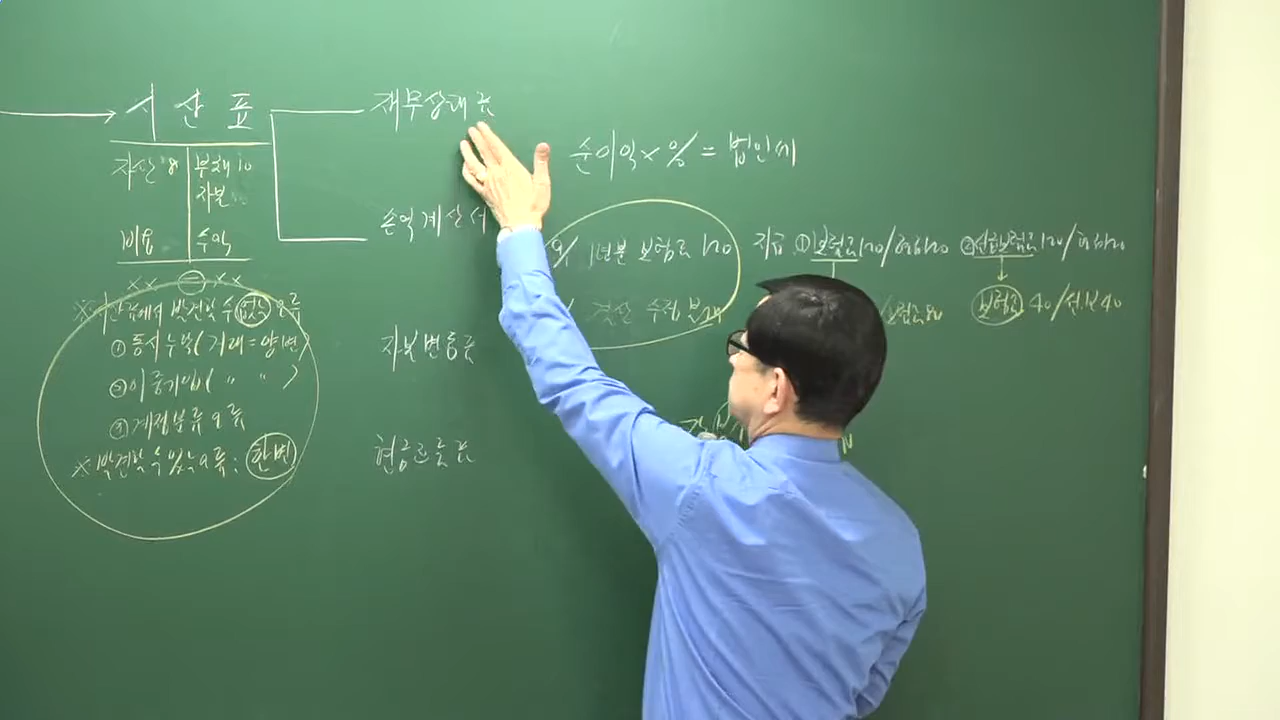 시산표
자산 | 부채 10
자본
비용 | 수익
×× = ××
※ 시산표에서 발견할 수 없는 오류
① 통시누락 (거래=양변)
② 이중기입 ( 〃 〃 )
③ 계정분류 오류
※ 발견할 수 있는 오류: 한변
재무상태표
손익계산서
자본변동표
현금흐름표
순이익 × % = 법인세
9/1 1년분 보험료 120
결산 수정 분개
지급 ① 보험료 120/현금 120
② 선급보험료 120/현금 120
보험료 40/선보 40